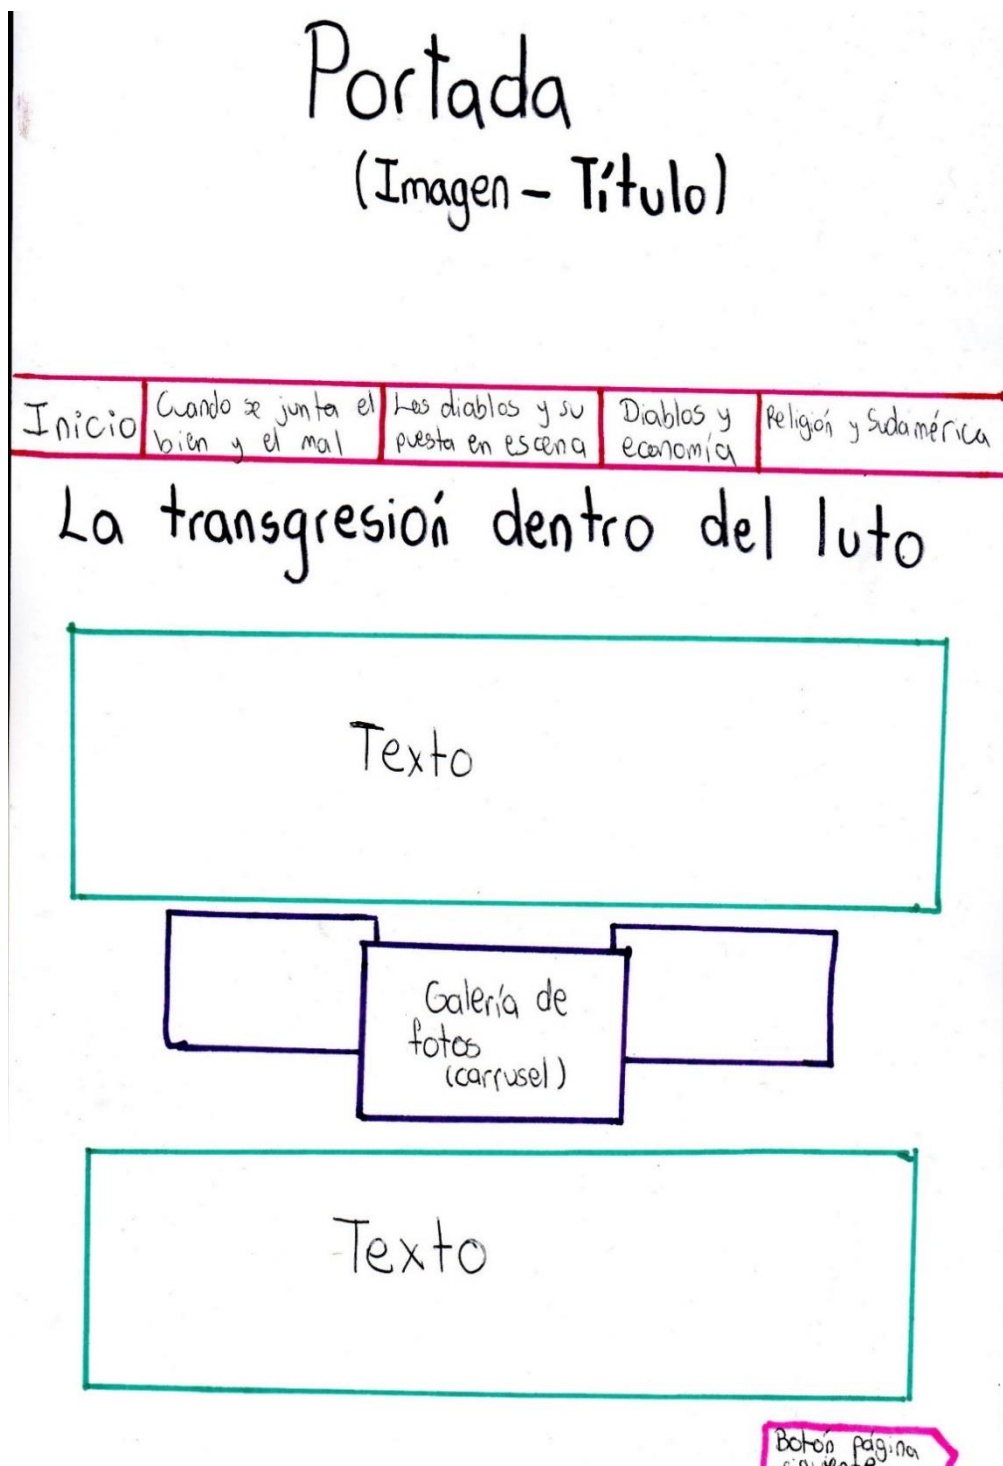 Portada
(Imagen - Título)
Inicio
Cuando se junta el
bien y el mal
Los diablos y su
puesta en escena
Diablos y
economía
Religión y Sudamérica
La transgresión dentro del luto
Texto
Galería de
fotos
(carrusel)
Texto
Botón página
siguiente